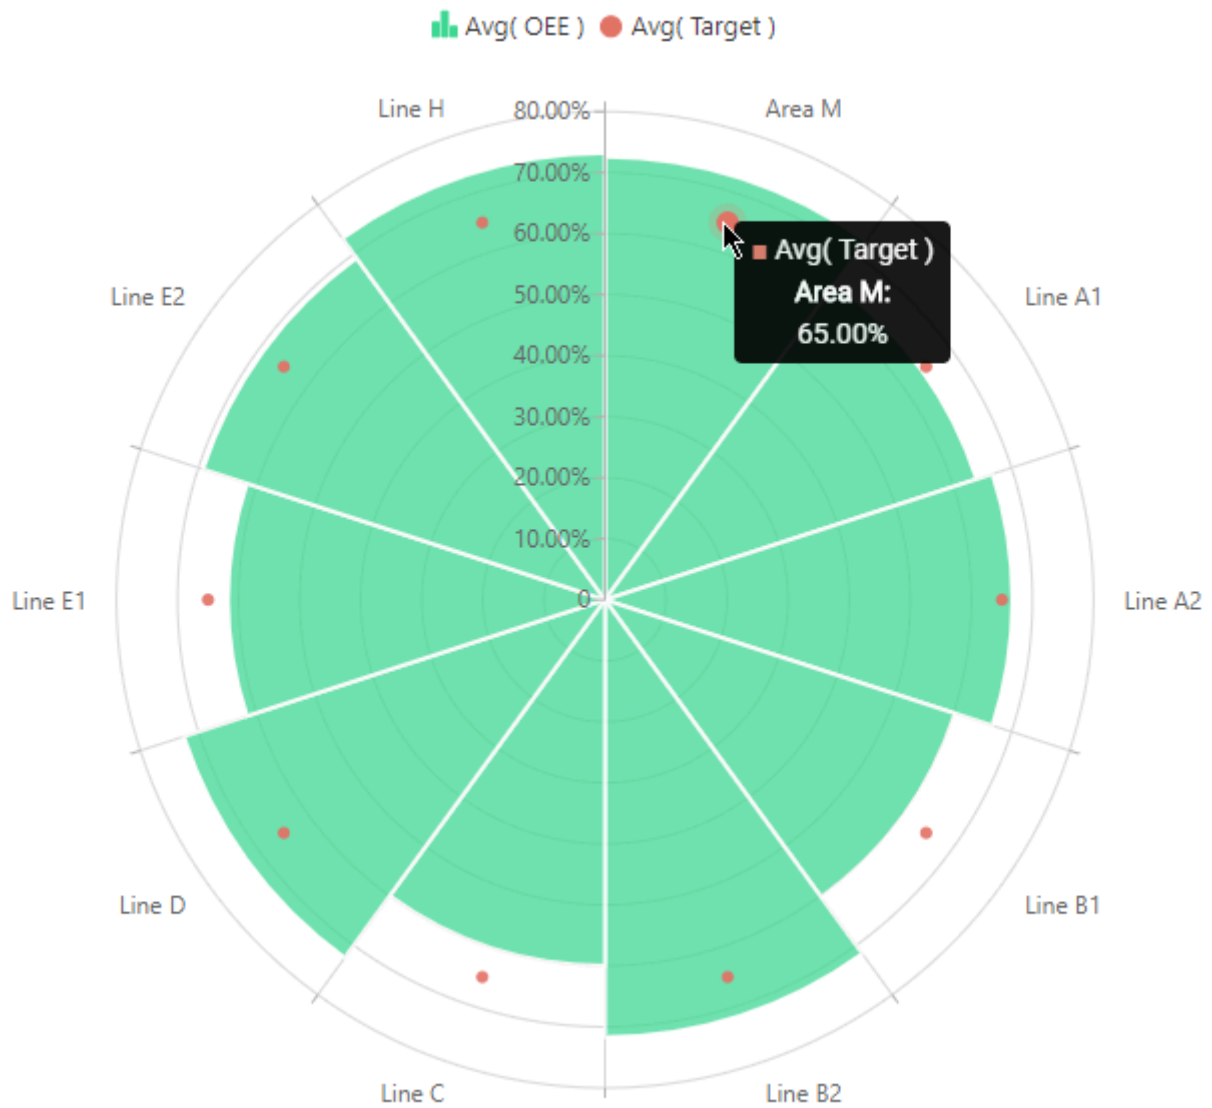 Avg( OEE ) Avg( Target )
Line H 80.00% Area M
70.00%
60.00%
Avg( Target )
Area M:
65.00%
Line E2 50.00% Line A1
40.00%
30.00%
20.00%
10.00%
Line E1 0 Line A2
Line D Line B1
Line C Line B2